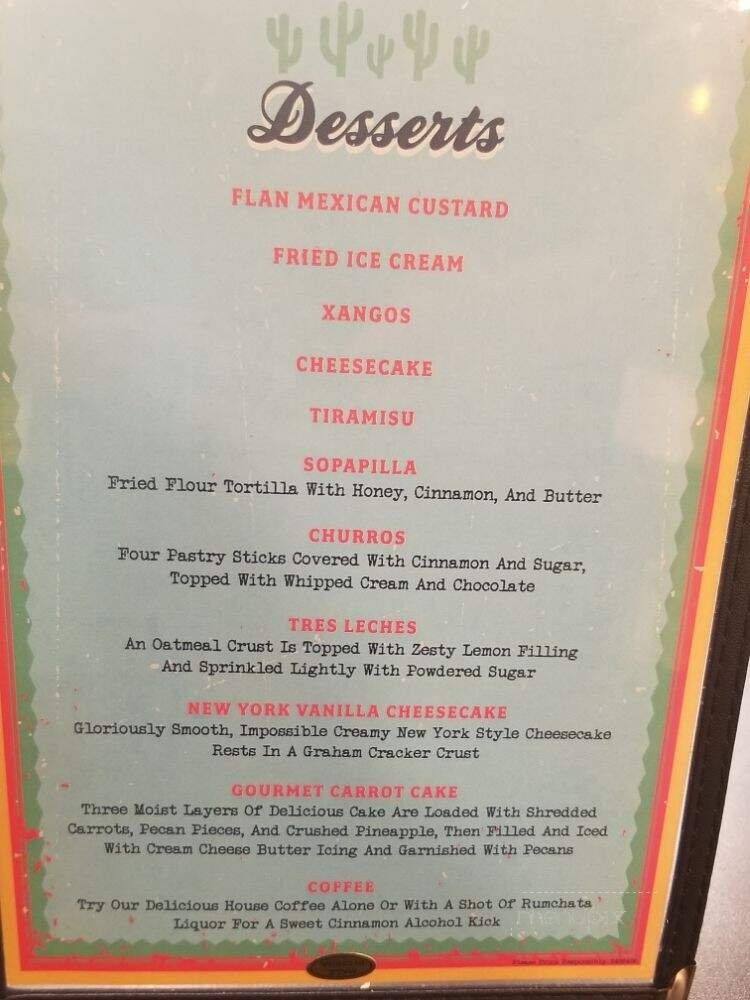 Desserts
FLAN MEXICAN CUSTARD
FRIED ICE CREAM
XANGOS
CHEESECAKE
TIRAMISU
SOPAPILLA
Fried Flour Tortilla With Honey, Cinnamon, And Butter
CHURROS
Four Pastry Sticks Covered With Cinnamon And Sugar,
Topped With Whipped Cream And Chocolate
TRES LECHES
An Oatmeal Crust Is Topped With Zesty Lemon Filling
And Sprinkled Lightly With Powdered Sugar
NEW YORK VANILLA CHEESECAKE
Gloriously Smooth, Impossible Creamy New York Style Cheesecake
Rests In A Graham Cracker Crust
GOURMET CARROT CAKE
Three Moist Layers Of Delicious Cake Are Loaded With Shredded
Carrots, Pecan Pieces, And Crushed Pineapple, Then Filled And Iced
With Cream Cheese Butter Icing And Garnished With Pecans
COFFEE
Try Our Delicious House Coffee Alone Or With A Shot Of Rumchata
Liquor For A Sweet Cinnamon Alcohol Kick
Please Drink Responsibly